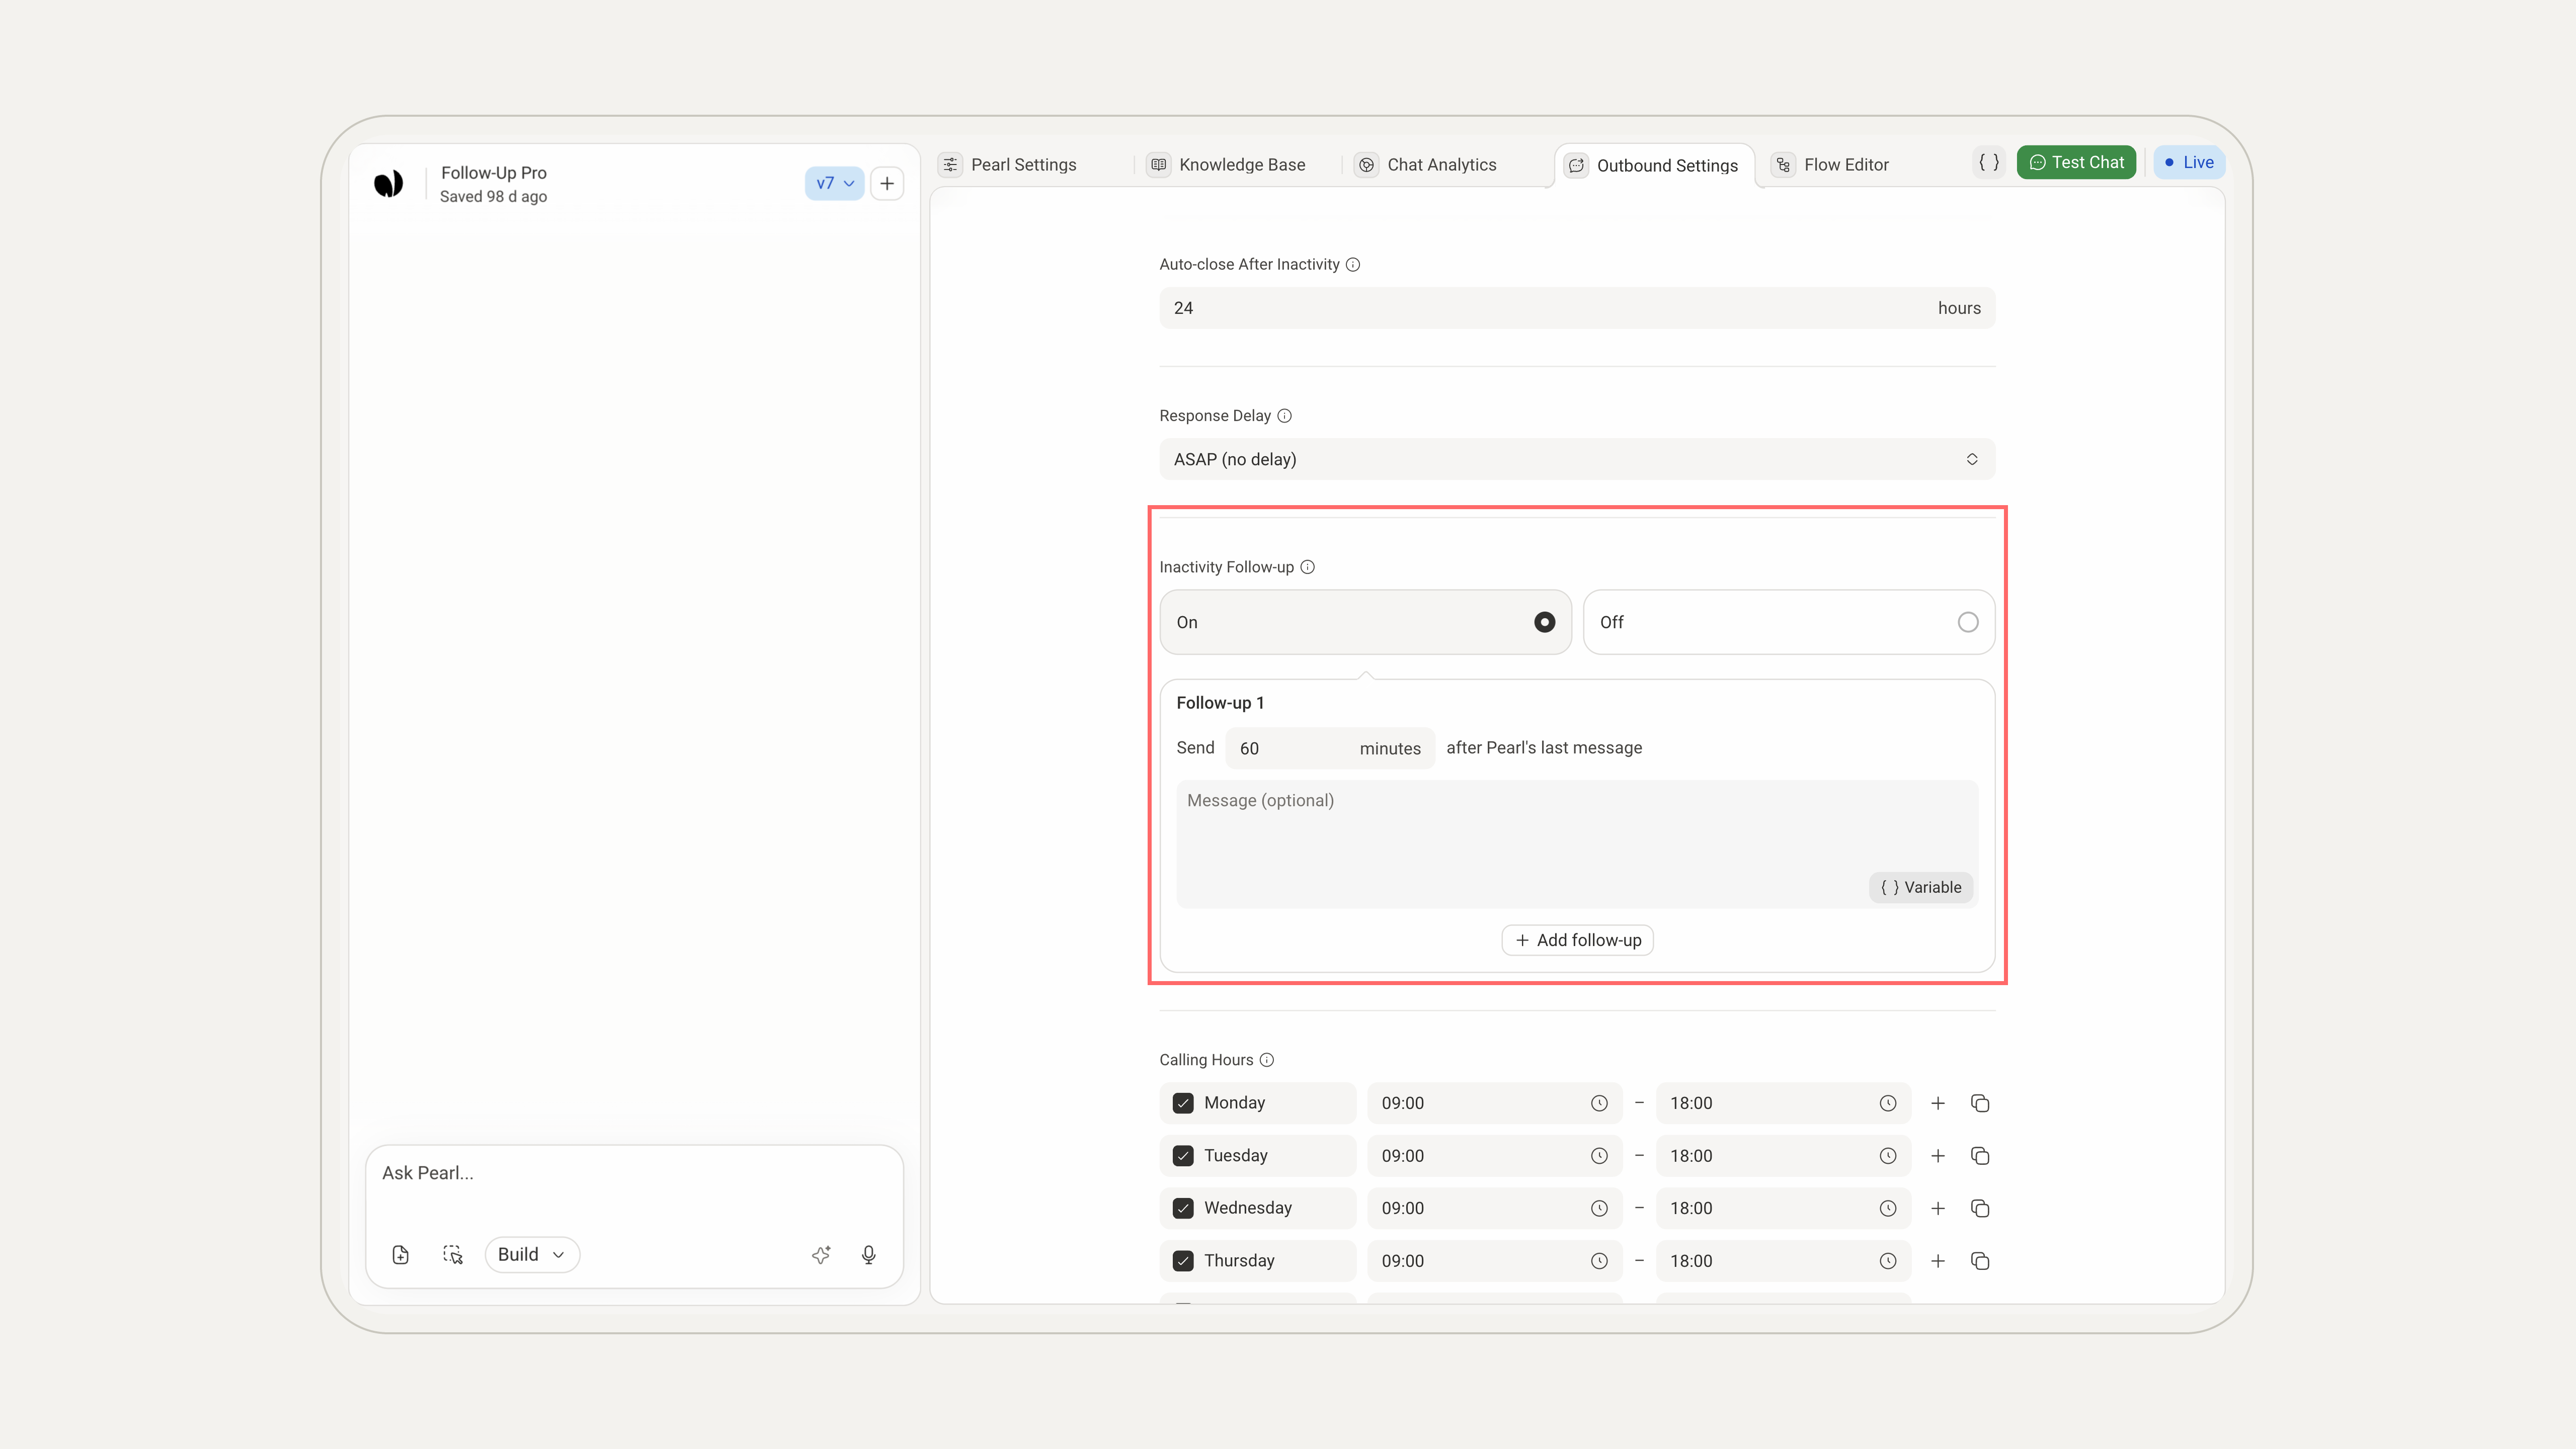 Follow-Up Pro
Saved 98 d ago
v7
Pearl Settings
Knowledge Base
Chat Analytics
Outbound Settings
Flow Editor
{ }
Test Chat
Live
Auto-close After Inactivity
24 hours
Response Delay
ASAP (no delay)
Inactivity Follow-up
On
Off
Follow-up 1
Send 60 minutes after Pearl's last message
Message (optional)
{ } Variable
+ Add follow-up
Calling Hours
Monday 09:00 – 18:00
Tuesday 09:00 – 18:00
Wednesday 09:00 – 18:00
Thursday 09:00 – 18:00
Ask Pearl...
Build